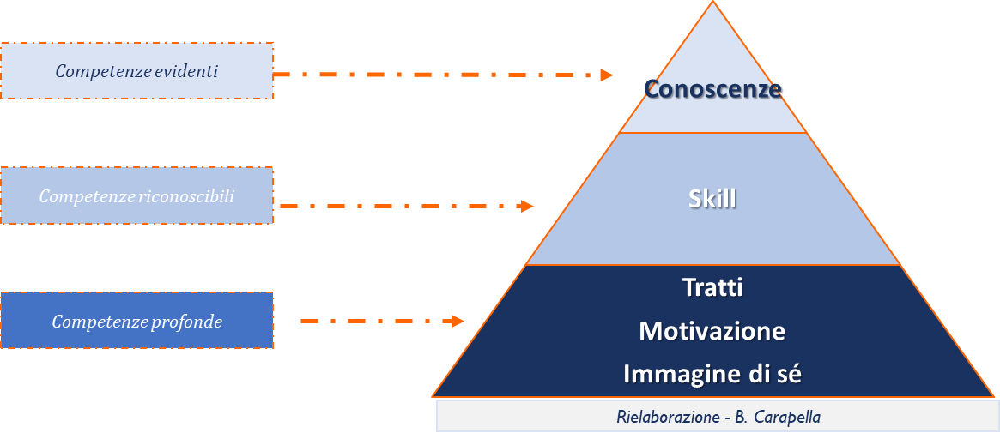 Competenze evidenti
Conoscenze
Competenze riconoscibili
Skill
Competenze profonde
Tratti
Motivazione
Immagine di sé
Rielaborazione - B. Carapella